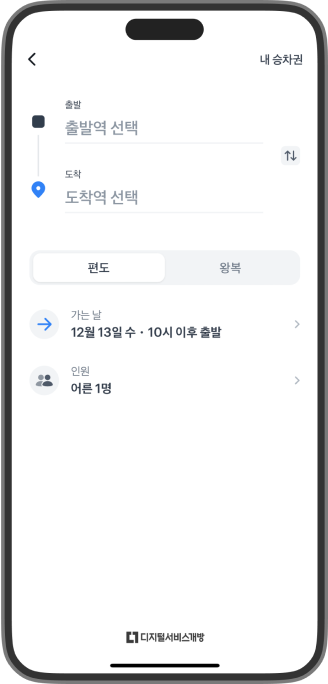 내 승차권
출발
출발역 선택
도착
도착역 선택
편도 왕복
가는 날
12월 13일 수 · 10시 이후 출발
인원
어른 1명
디지털서비스개방